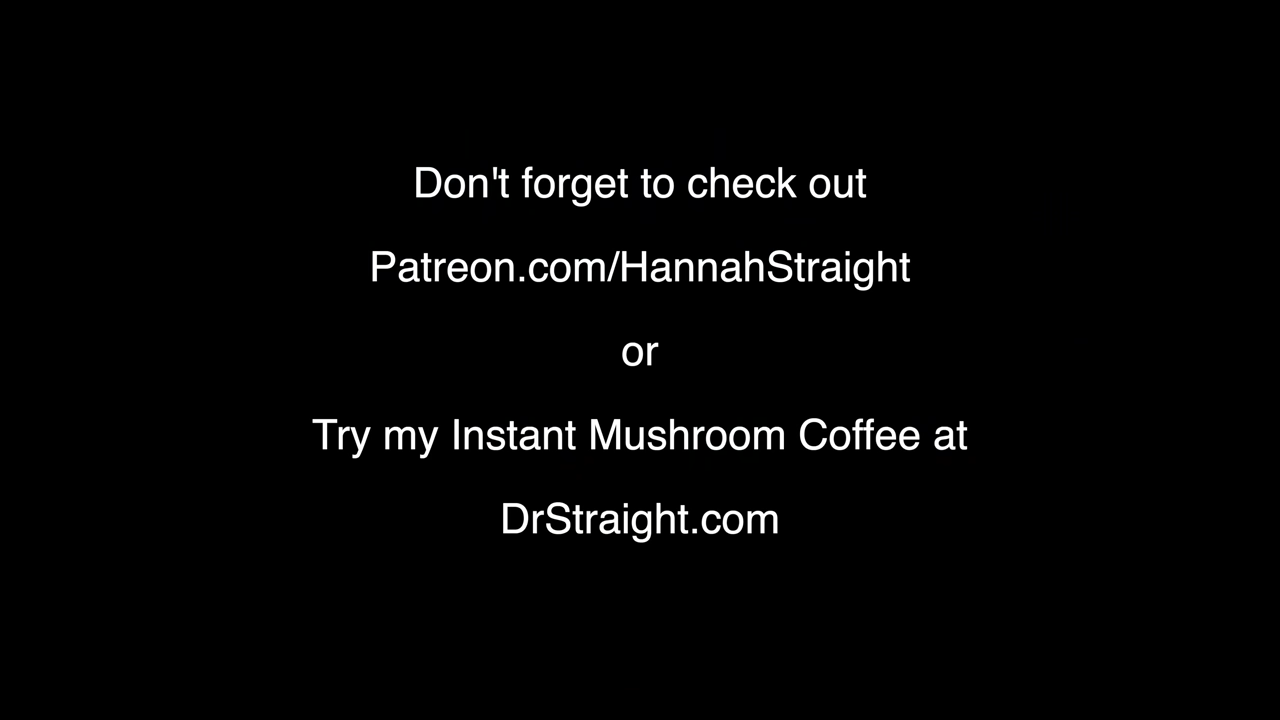 Don't forget to check out
Patreon.com/HannahStraight
or
Try my Instant Mushroom Coffee at
DrStraight.com